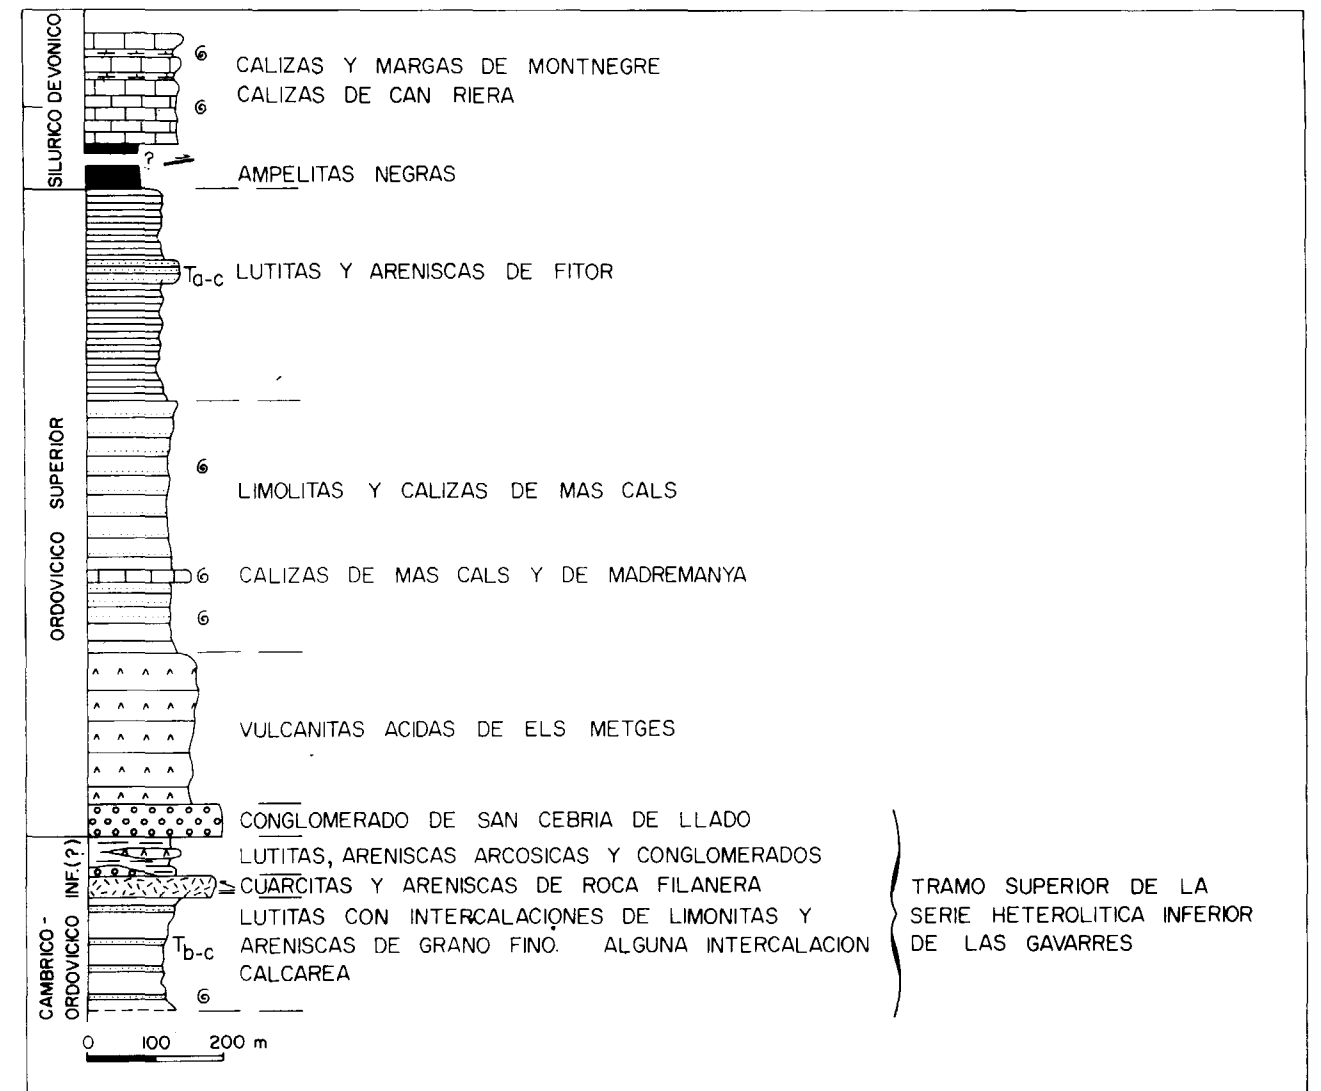 SILURICO DEVONICO
CALIZAS Y MARGAS DE MONTNEGRE
CALIZAS DE CAN RIERA
?
AMPELITAS NEGRAS
ORDOVICICO SUPERIOR
Ta-c LUTITAS Y ARENISCAS DE FITOR
LIMOLITAS Y CALIZAS DE MAS CALS
CALIZAS DE MAS CALS Y DE MADREMANYA
VULCANITAS ACIDAS DE ELS METGES
CONGLOMERADO DE SAN CEBRIA DE LLADO
CAMBRICO-
ORDOVICICO INF.(?)
LUTITAS, ARENISCAS ARCOSICAS Y CONGLOMERADOS
CUARCITAS Y ARENISCAS DE ROCA FILANERA
LUTITAS CON INTERCALACIONES DE LIMONITAS Y
Tb-c ARENISCAS DE GRANO FINO. ALGUNA INTERCALACION
CALCAREA
TRAMO SUPERIOR DE LA
SERIE HETEROLITICA INFERIOR
DE LAS GAVARRES
0 100 200 m